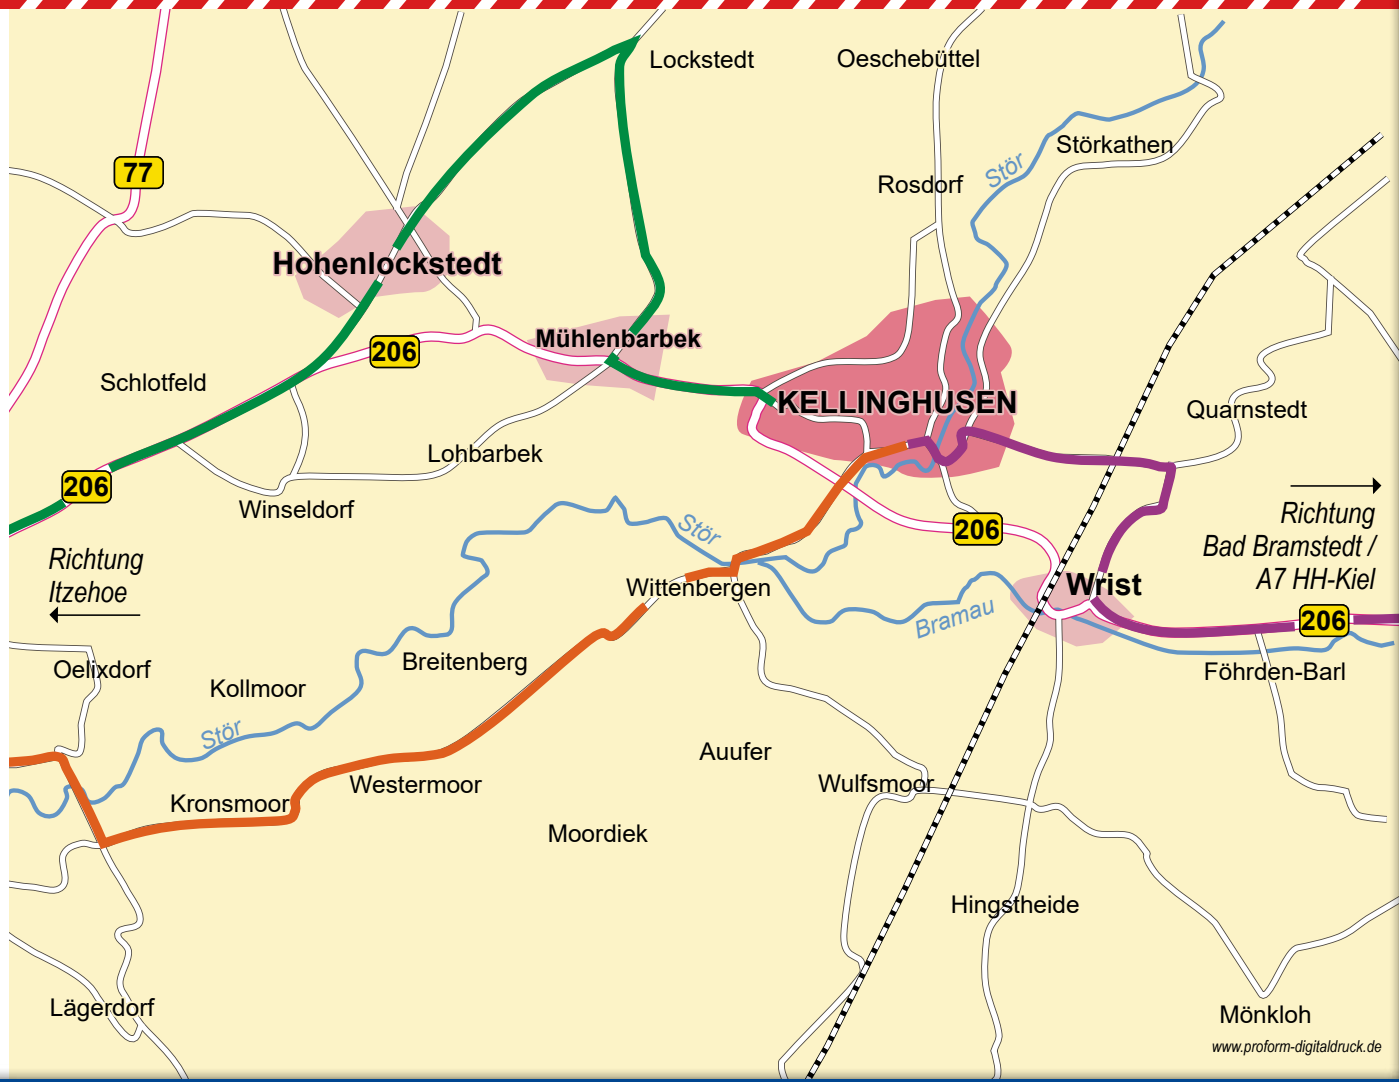 Lockstedt
Oeschebüttel
Störkathen
77
Stör
Rosdorf
Hohenlockstedt
Mühlenbarbek
206
Schlotfeld
KELLINGHUSEN
Quarnstedt
Lohbarbek
206
Winseldorf
Stör
206
Richtung
Bad Bramstedt /
A7 HH-Kiel
Richtung
Itzehoe
Wittenbergen
Wrist
Bramau
206
Oelixdorf
Breitenberg
Föhrden-Barl
Kollmoor
Stör
Auufer
Westermoor
Wulfsmoor
Kronsmoor
Moordiek
Hingstheide
Lägerdorf
Mönkloh
www.proform-digitaldruck.de